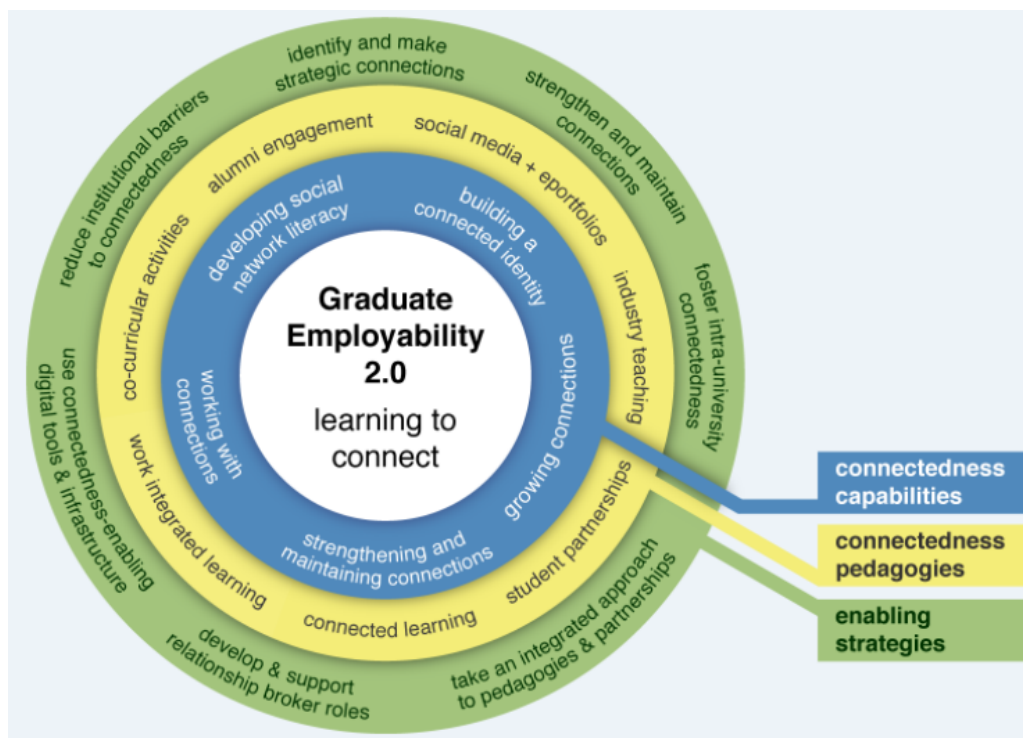 Graduate
Employability
2.0
learning to
connect
developing social
network literacy
building a
connected identity
growing connections
strengthening and
maintaining connections
working with
connections
alumni engagement
social media + eportfolios
industry teaching
student partnerships
connected learning
work integrated learning
co-curricular activities
identify and make
strategic connections
strengthen and maintain
connections
foster intra-university
connectedness
take an integrated approach
to pedagogies & partnerships
develop & support
relationship broker roles
use connectedness-enabling
digital tools & infrastructure
reduce institutional barriers
to connectedness
connectedness
capabilities
connectedness
pedagogies
enabling
strategies